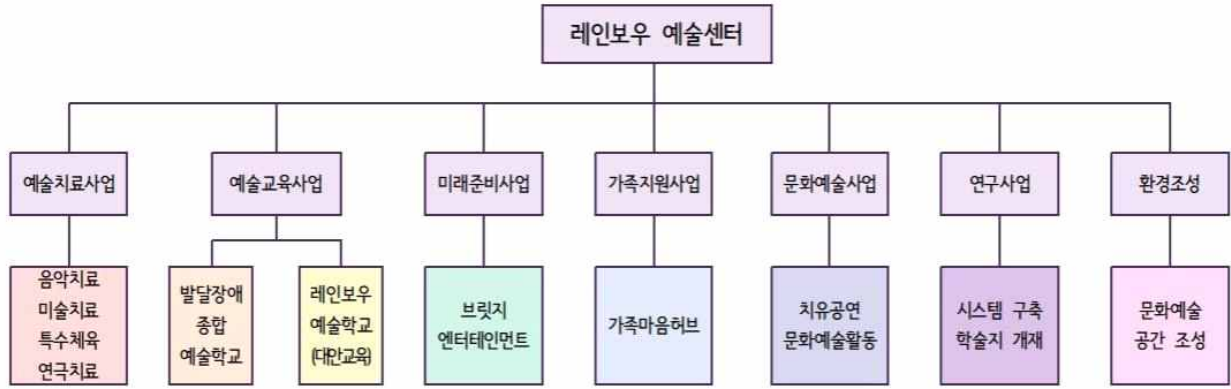 레인보우 예술센터
예술치료사업
예술교육사업
미래준비사업
가족지원사업
문화예술사업
연구사업
환경조성
음악치료
미술치료
특수체육
연극치료
발달장애
종합
예술학교
레인보우
예술학교
(대안교육)
브릿지
엔터테인먼트
가족마음허브
치유공연
문화예술활동
시스템 구축
학술지 개재
문화예술
공간 조성